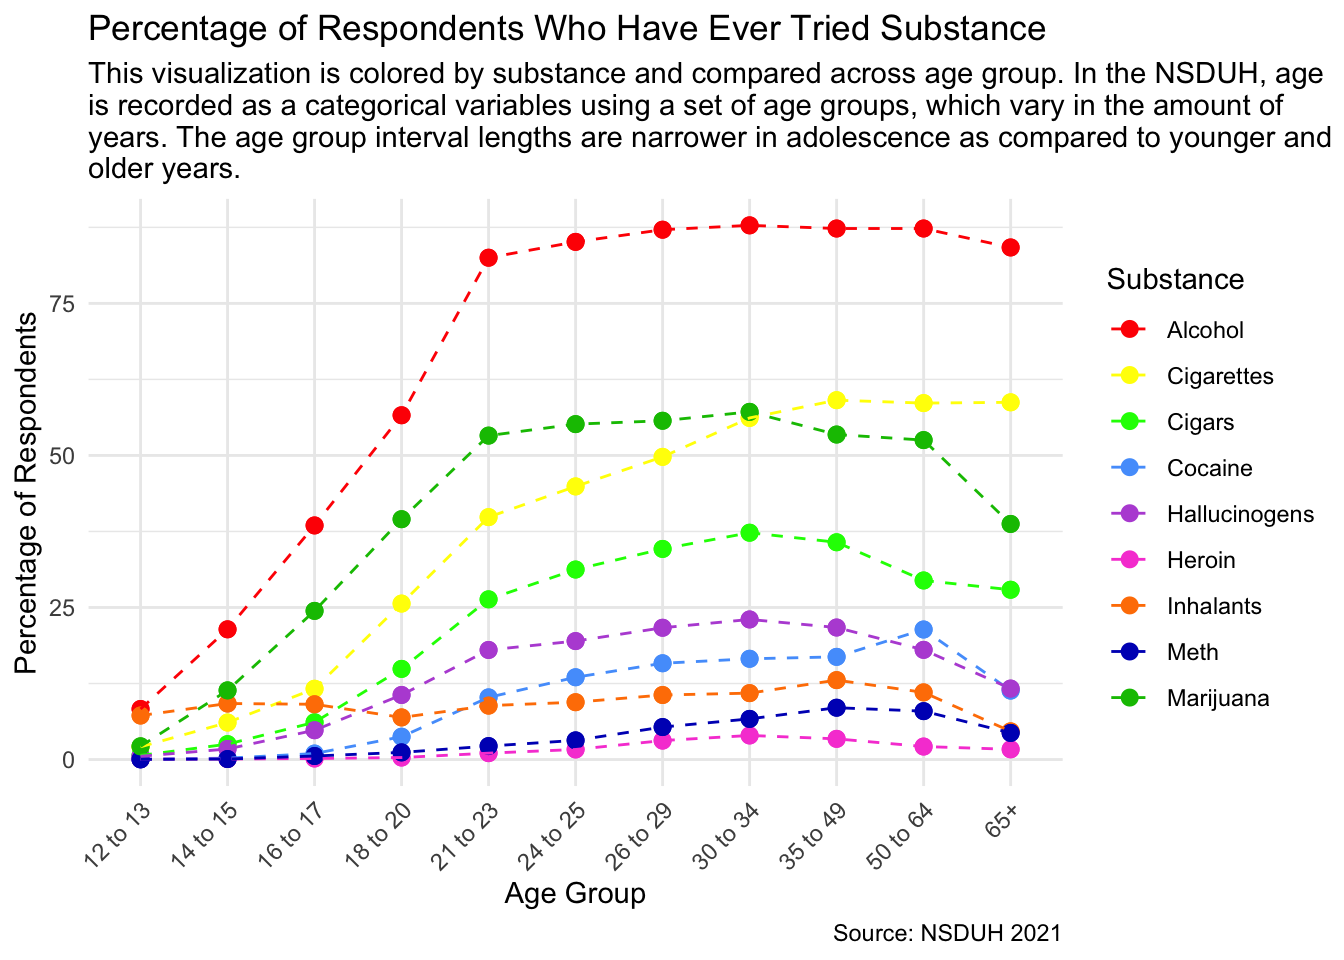 Percentage of Respondents Who Have Ever Tried Substance
This visualization is colored by substance and compared across age group. In the NSDUH, age
is recorded as a categorical variables using a set of age groups, which vary in the amount of
years. The age group interval lengths are narrower in adolescence as compared to younger and
older years.
Percentage of Respondents
75
50
25
0
12 to 13
14 to 15
16 to 17
18 to 20
21 to 23
24 to 25
26 to 29
30 to 34
35 to 49
50 to 64
65+
Age Group
Substance
Alcohol
Cigarettes
Cigars
Cocaine
Hallucinogens
Heroin
Inhalants
Meth
Marijuana
Source: NSDUH 2021